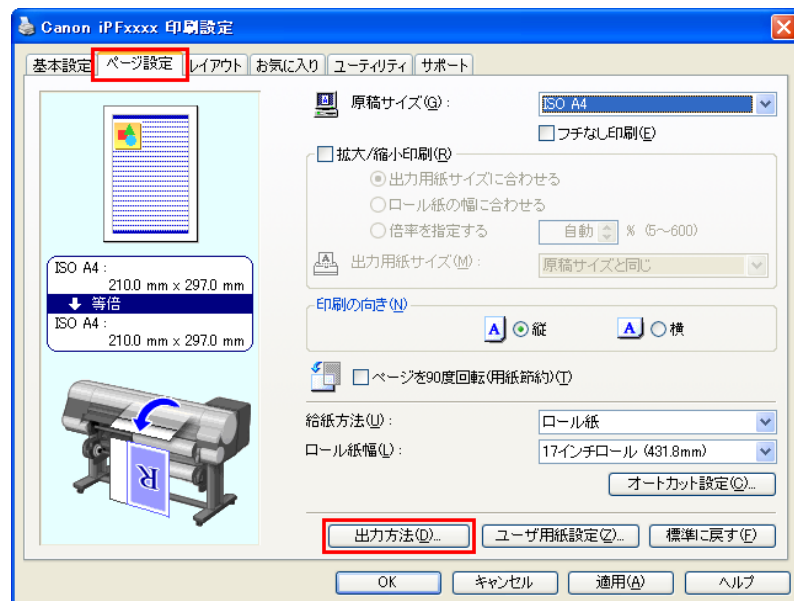 Canon iPFxxxx 印刷設定
基本設定 ページ設定 レイアウト お気に入り ユーティリティ サポート
原稿サイズ(G):
ISO A4
フチなし印刷(E)
拡大/縮小印刷(R)
出力用紙サイズに合わせる
ロール紙の幅に合わせる
倍率を指定する
自動 % (5～600)
出力用紙サイズ(M):
原稿サイズと同じ
ISO A4 :
210.0 mm x 297.0 mm
等倍
ISO A4 :
210.0 mm x 297.0 mm
印刷の向き(N)
A 縦 A 横
ページを90度回転(用紙節約)(T)
給紙方法(U):
ロール紙
ロール紙幅(L):
17インチロール (431.8mm)
オートカット設定(C)...
R
出力方法(D)... ユーザ用紙設定(Z)... 標準に戻す(F)
OK キャンセル 適用(A) ヘルプ